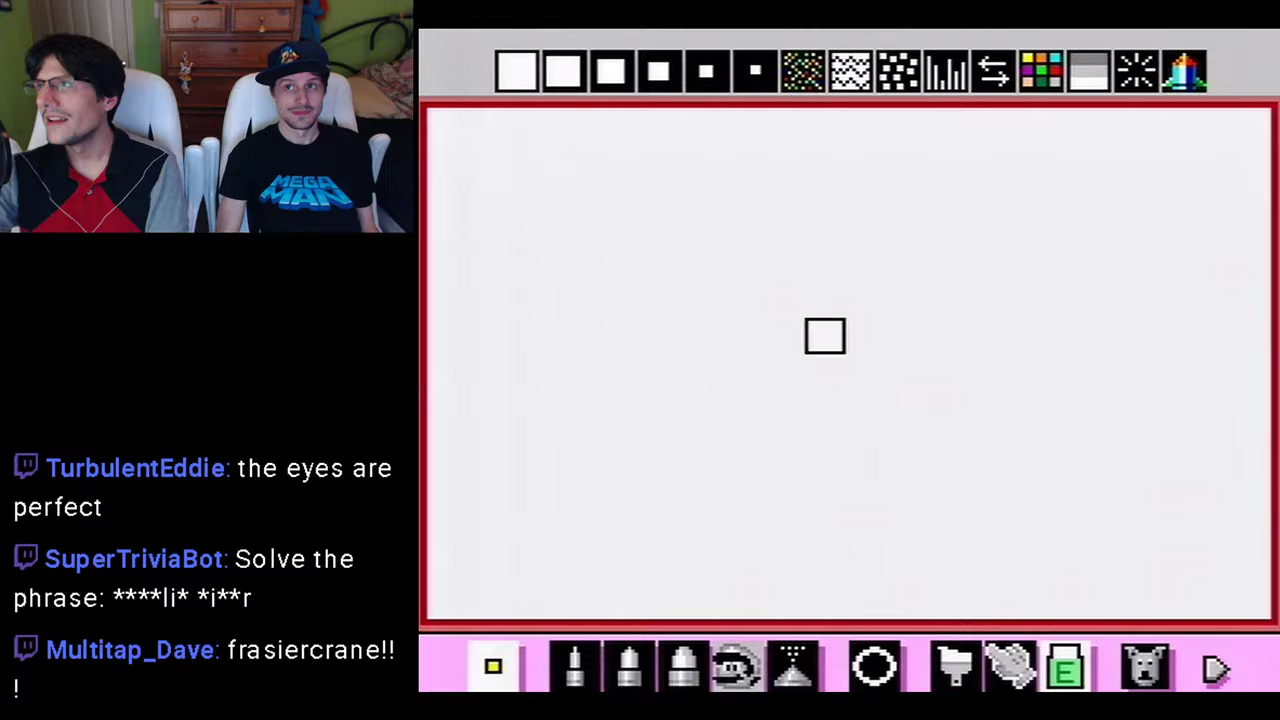 MEGA
MAN
TurbulentEddie: the eyes are
perfect
SuperTriviaBot: Solve the
phrase: ****li* *i**r
Multitap_Dave: frasiercrane!!
!
E